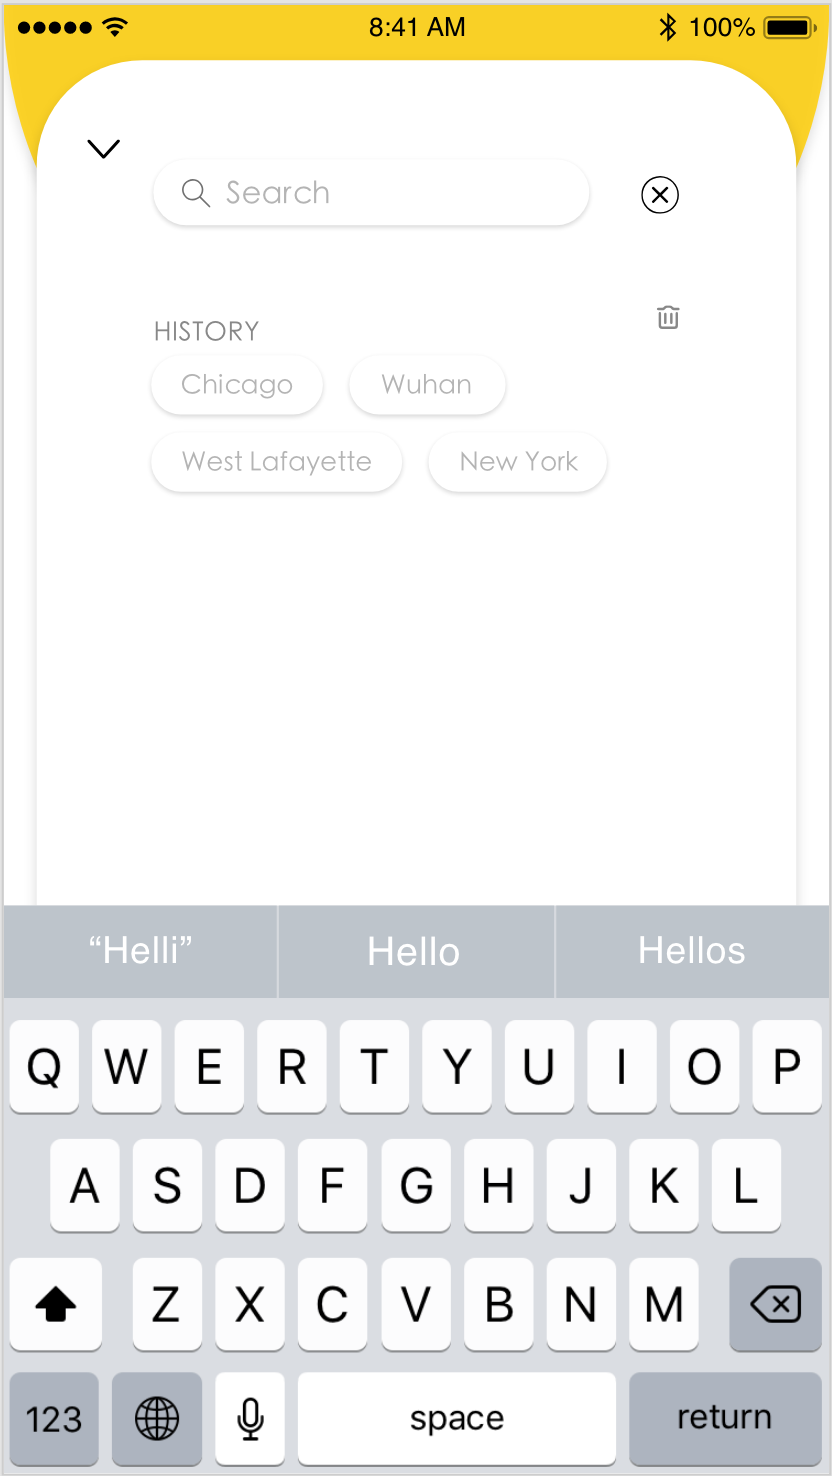 8:41 AM 100%
Search
HISTORY
Chicago Wuhan
West Lafayette New York
“Helli” Hello Hellos
Q W E R T Y U I O P
A S D F G H J K L
Z X C V B N M
123 space return